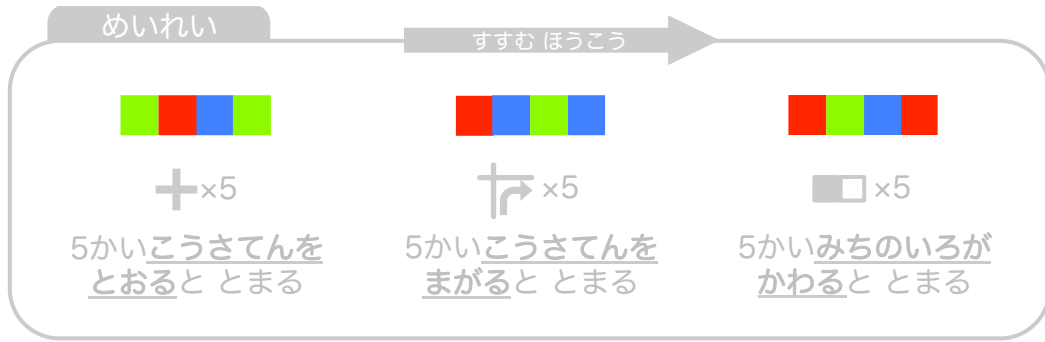 めいれい
すすむ ほうこう
×5
5かいこうさてんを
とおると とまる
×5
5かいこうさてんを
まがると とまる
×5
5かいみちのいろが
かわると とまる